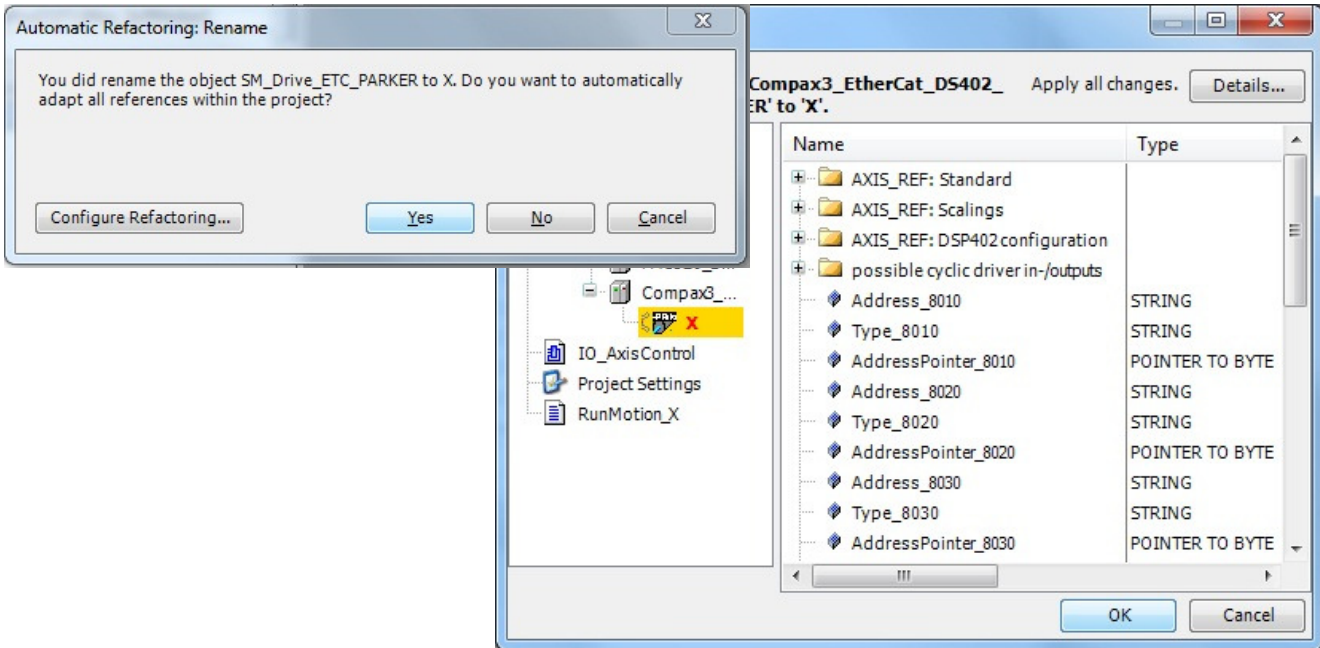 Automatic Refactoring: Rename
You did rename the object SM_Drive_ETC_PARKER to X. Do you want to automatically
adapt all references within the project?
Configure Refactoring...
Yes
No
Cancel
Compax3_EtherCat_DS402_
ER' to 'X'.
Apply all changes.
Details...
Compax3_...
X
IO_AxisControl
Project Settings
RunMotion_X
Name Type
AXIS_REF: Standard
AXIS_REF: Scalings
AXIS_REF: DSP402 configuration
possible cyclic driver in-/outputs
Address_8010 STRING
Type_8010 STRING
AddressPointer_8010 POINTER TO BYTE
Address_8020 STRING
Type_8020 STRING
AddressPointer_8020 POINTER TO BYTE
Address_8030 STRING
Type_8030 STRING
AddressPointer_8030 POINTER TO BYTE
OK
Cancel